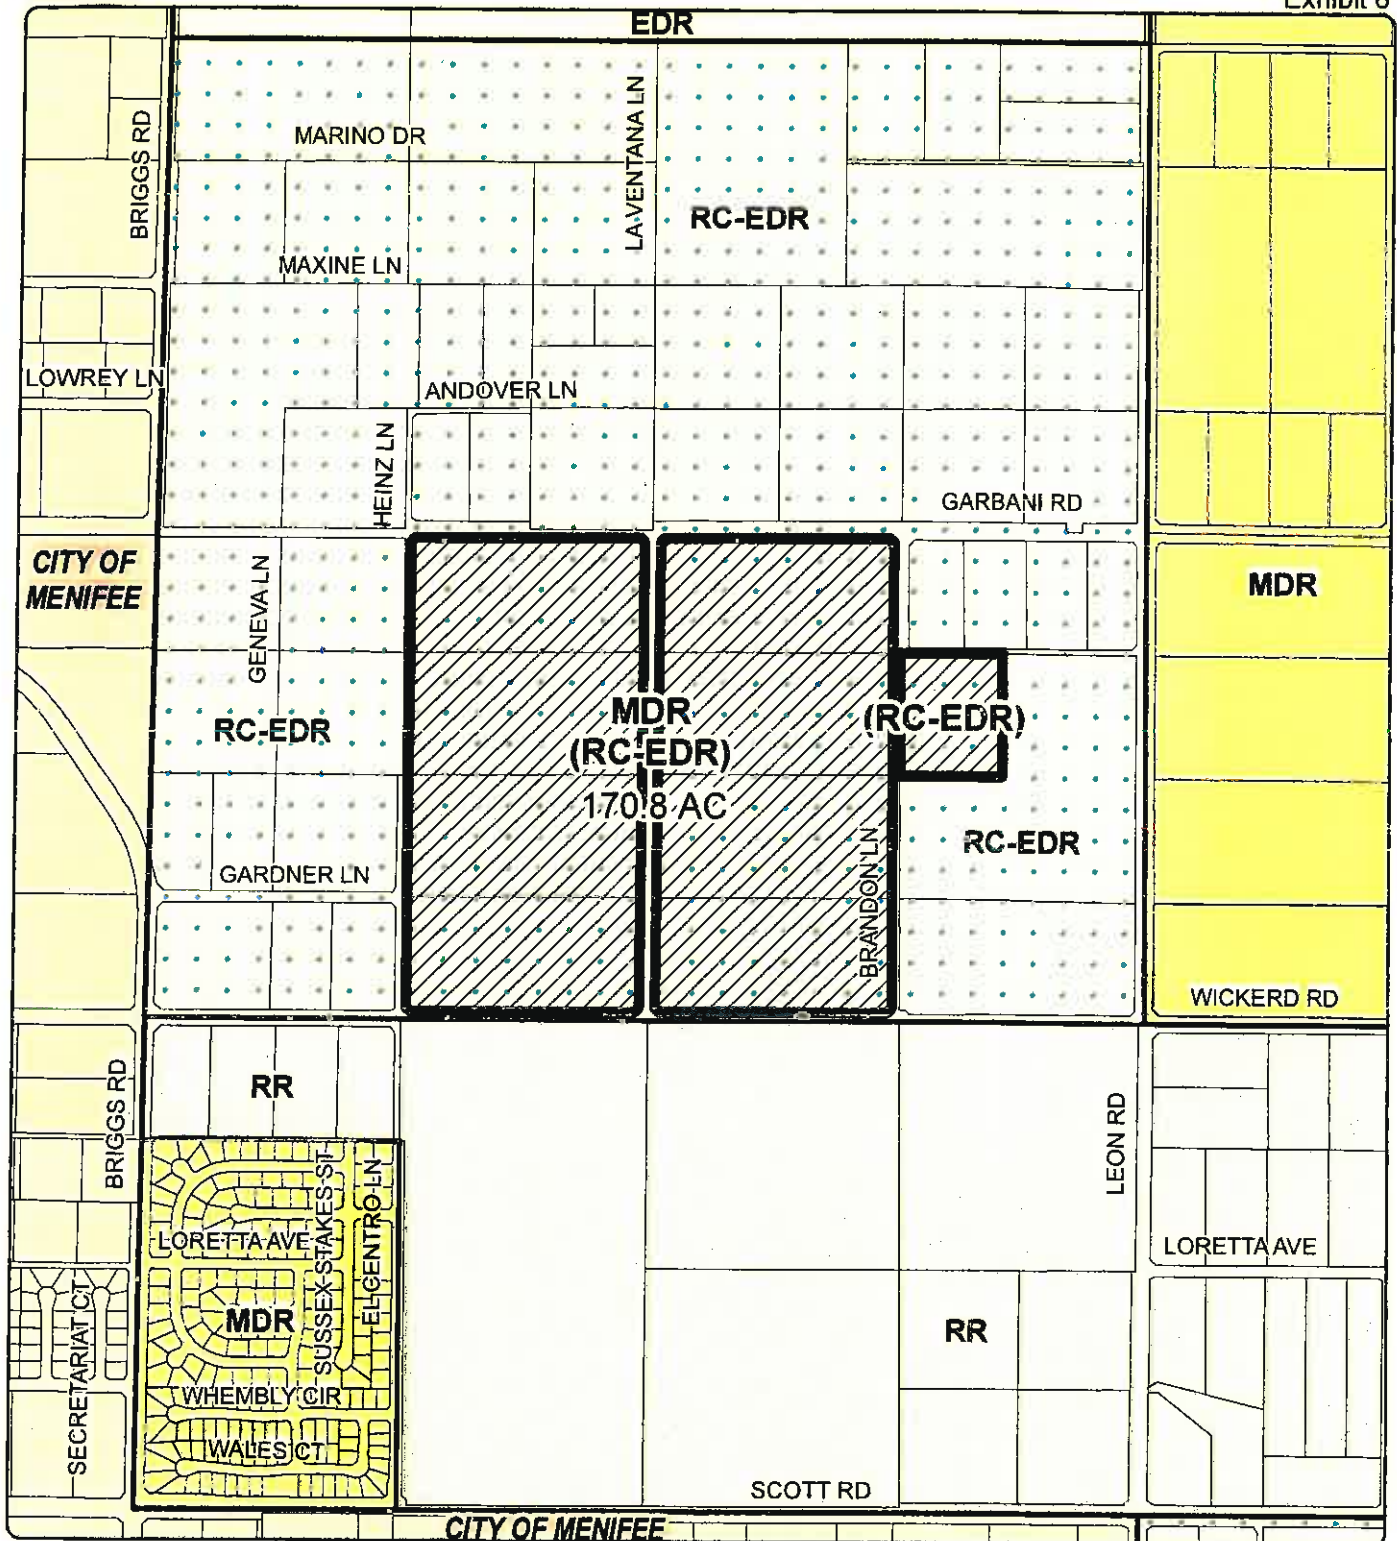 Exhibit 6
EDR
BRIGGS RD
MARINO DR
LA VENTANA LN
RC-EDR
MAXINE LN
LOWREY LN
ANDOVER LN
HEINZ LN
GARBANI RD
CITY OF
MENIFEE
GENEVA LN
MDR
RC-EDR
MDR
(RC-EDR)
170.8 AC
(RC-EDR)
RC-EDR
BRANDON LN
GARDNER LN
WICKERD RD
RR
BRIGGS RD
LEON RD
LORETTA AVE
SUSSEX STAKES ST
EL CENTRO LN
LORETTA AVE
SECRETARIAT CT
MDR
RR
WHEMBLY CIR
WALES CT
SCOTT RD
CITY OF MENIFEE